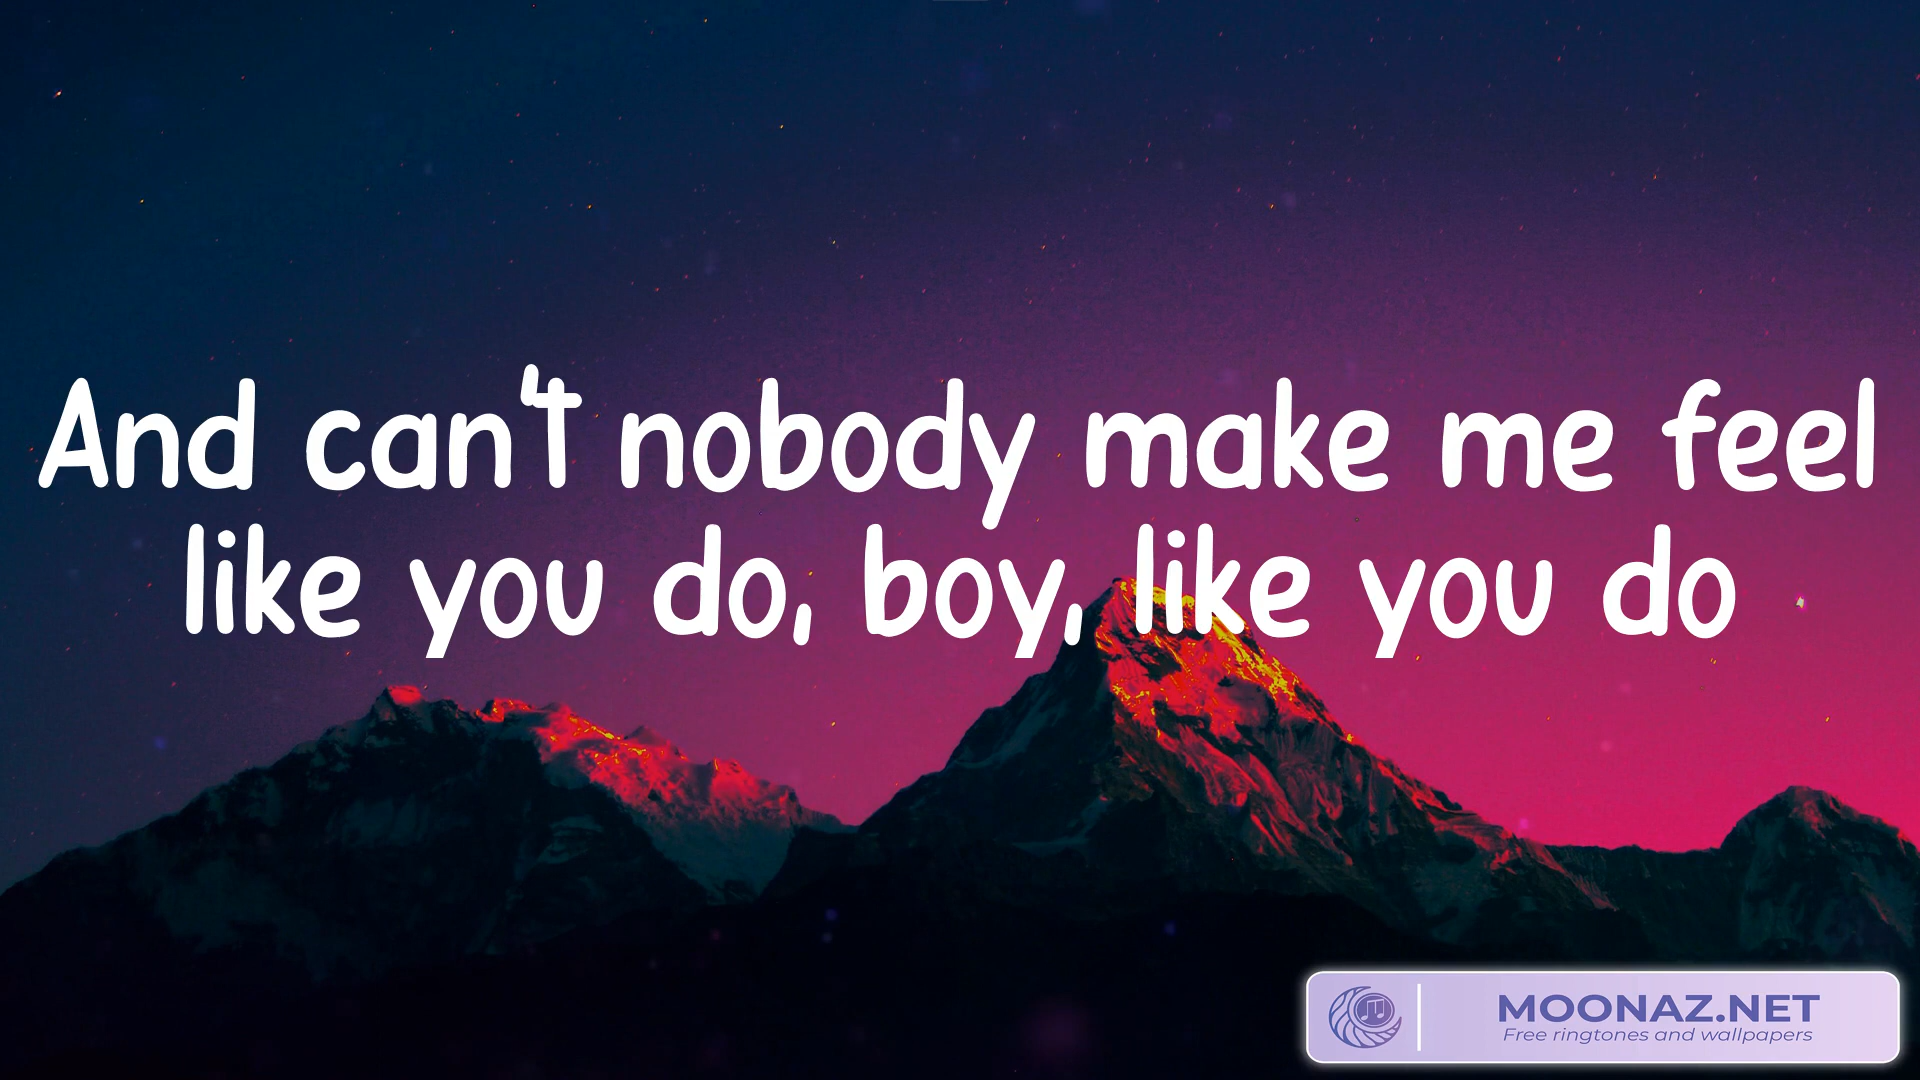 And can't nobody make me feel
like you do, boy, like you do
MOONAZ.NET
Free ringtones and wallpapers